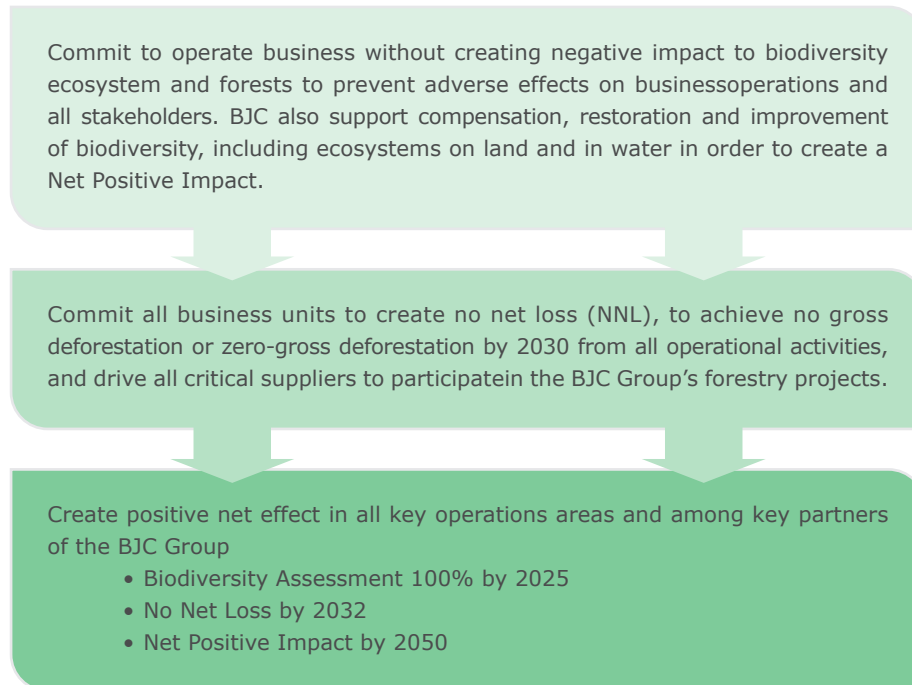 Commit to operate business without creating negative impact to biodiversity
ecosystem and forests to prevent adverse effects on businessoperations and
all stakeholders. BJC also support compensation, restoration and improvement
of biodiversity, including ecosystems on land and in water in order to create a
Net Positive Impact.
Commit all business units to create no net loss (NNL), to achieve no gross
deforestation or zero-gross deforestation by 2030 from all operational activities,
and drive all critical suppliers to participatein the BJC Group’s forestry projects.
Create positive net effect in all key operations areas and among key partners
of the BJC Group
• Biodiversity Assessment 100% by 2025
• No Net Loss by 2032
• Net Positive Impact by 2050